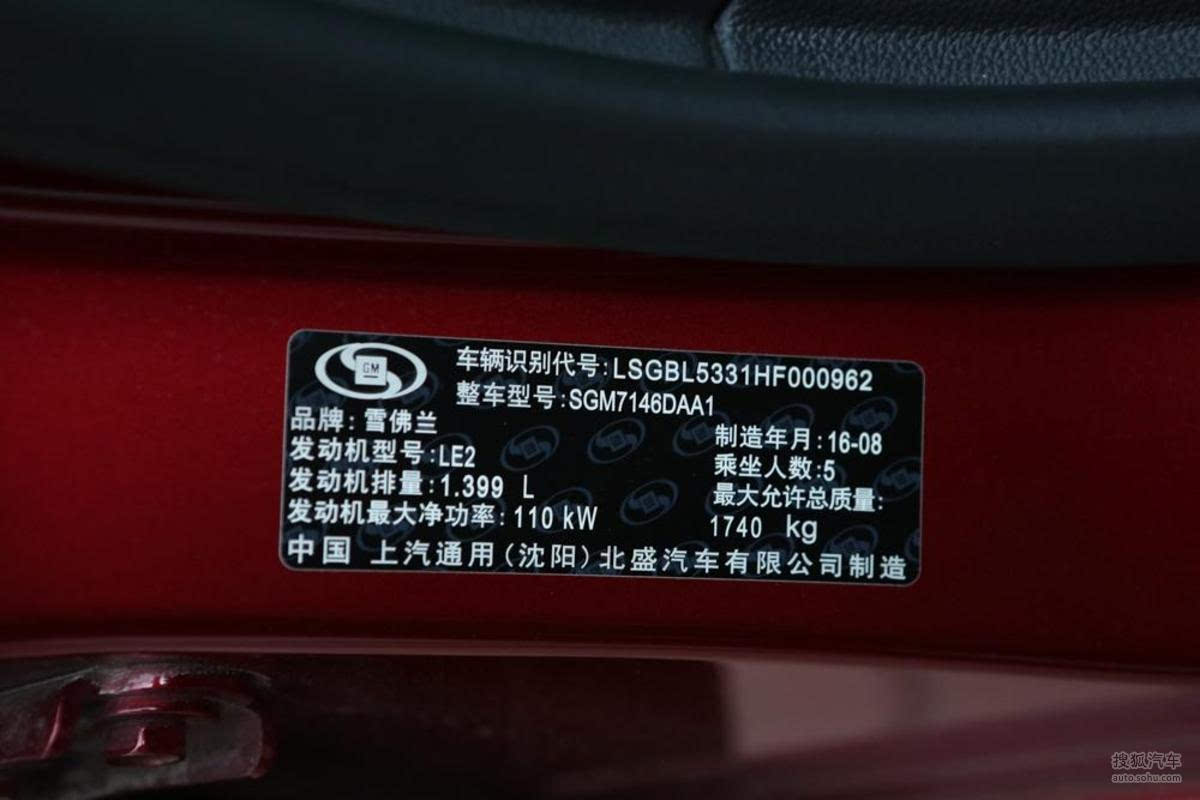 GM
车辆识别代号:LSGBL5331HF000962
整车型号:SGM7146DAA1
品牌:雪佛兰
制造年月:16-08
发动机型号:LE2
乘坐人数:5
发动机排量:1.399 L
最大允许总质量:
发动机最大净功率:110 kW
1740 kg
中国 上汽通用(沈阳)北盛汽车有限公司制造
搜狐汽车
auto.sohu.com